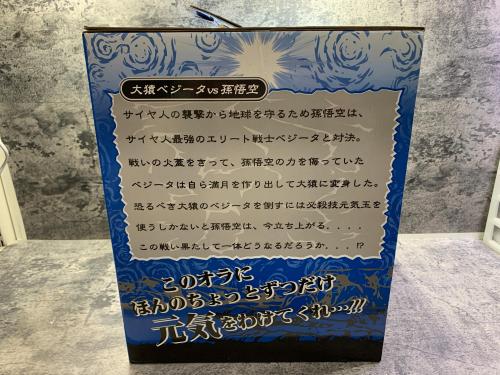 大猿ベジータvs孫悟空
サイヤ人の襲撃から地球を守るため孫悟空は、
サイヤ人最強のエリート戦士ベジータと対決。
戦いの火蓋をきって、孫悟空の力を侮っていた
ベジータは自ら満月を作り出して大猿に変身した。
恐るべき大猿のベジータを倒すには必殺技元気玉を
使うしかないと孫悟空は、今立ち上がる....
この戦い果たして一体どうなるだろうか...!?
このオラに
ほんのちょっとずつだけ
元気をわけてくれ…!!